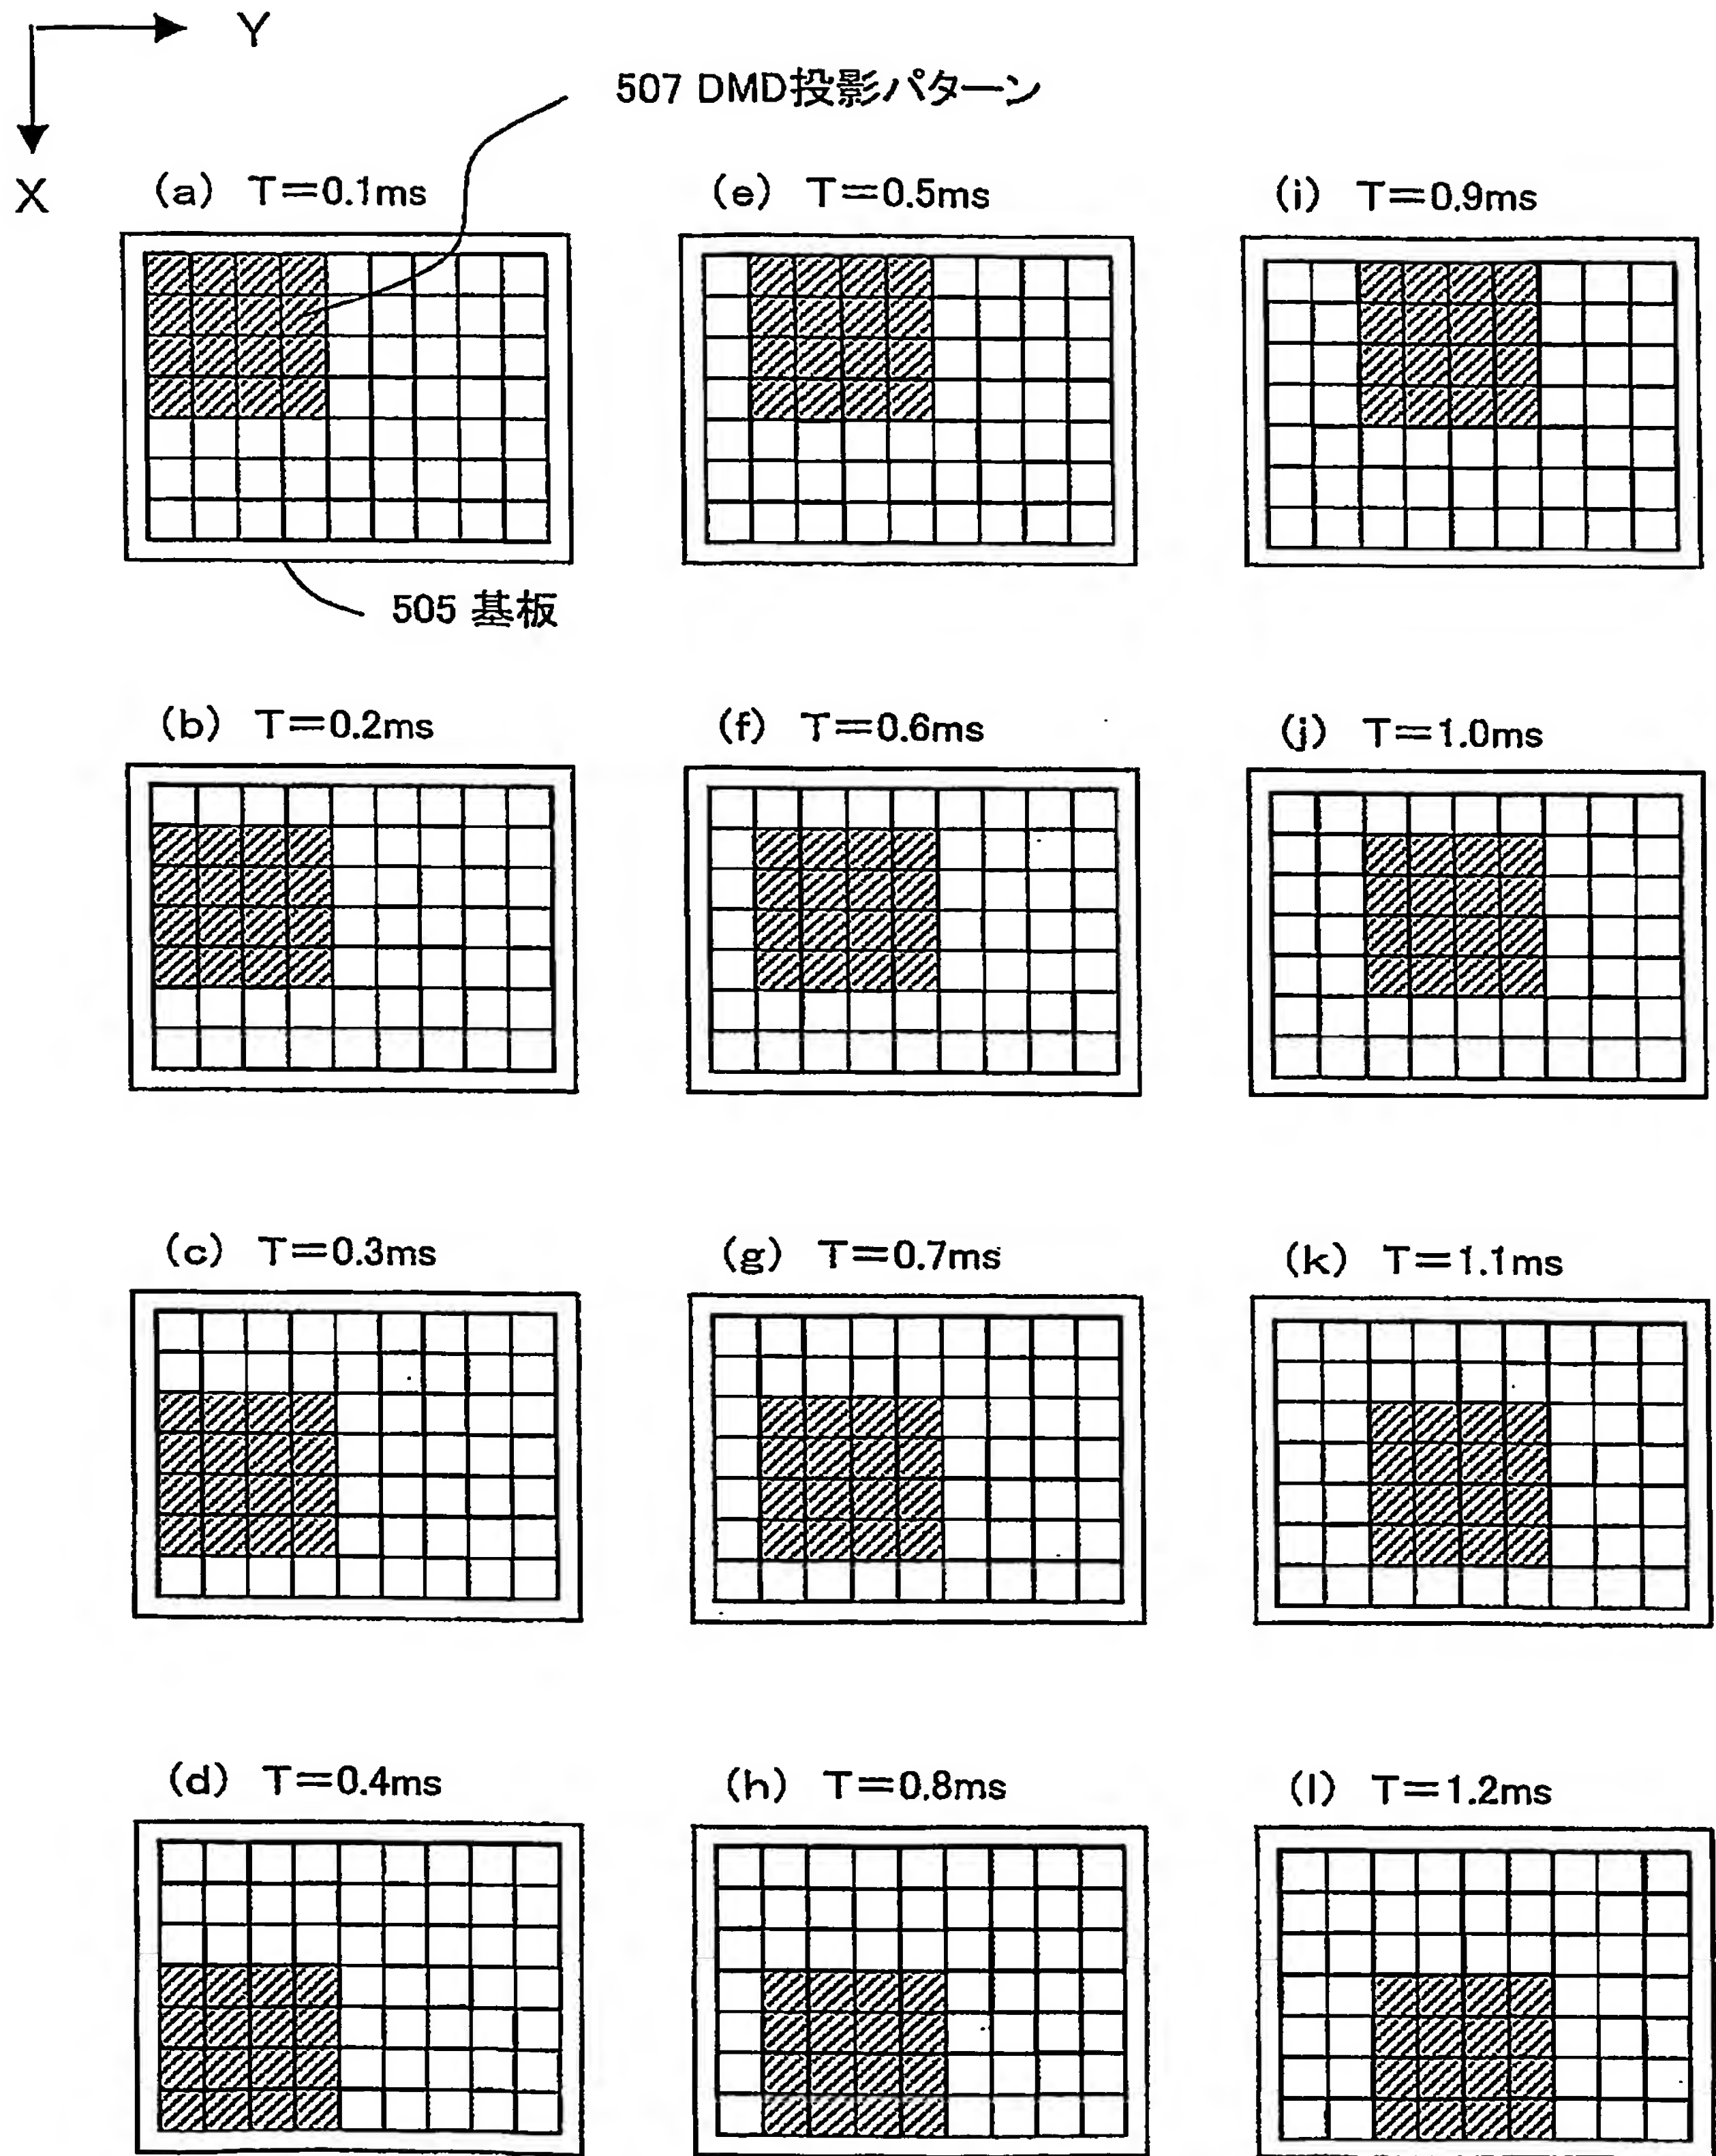 Y
X
507 DMD投影パターン
(a) T=0.1ms
(e) T=0.5ms
(i) T=0.9ms
505 基板
(b) T=0.2ms
(f) T=0.6ms
(j) T=1.0ms
(c) T=0.3ms
(g) T=0.7ms
(k) T=1.1ms
(d) T=0.4ms
(h) T=0.8ms
(l) T=1.2ms